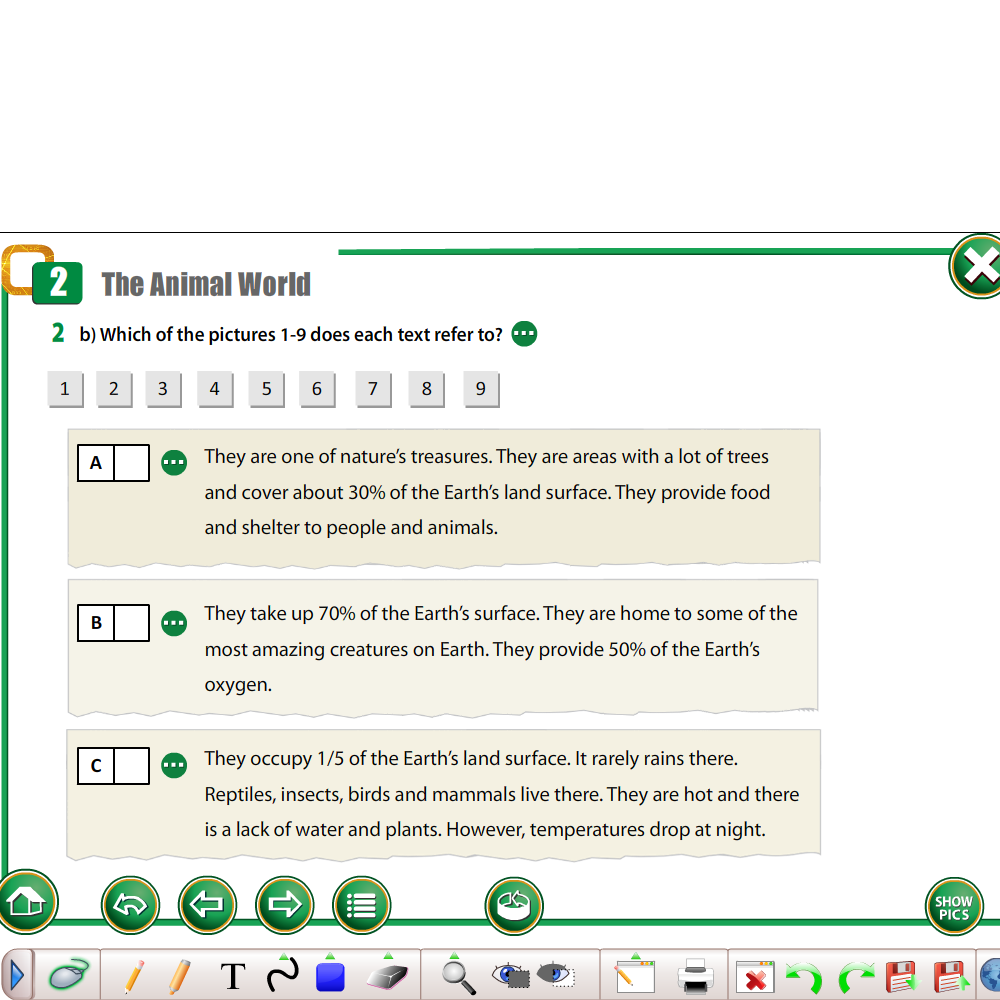 2 The Animal World
2 b) Which of the pictures 1-9 does each text refer to?
1 2 3 4 5 6 7 8 9
A They are one of nature’s treasures. They are areas with a lot of trees
and cover about 30% of the Earth’s land surface. They provide food
and shelter to people and animals.
B They take up 70% of the Earth’s surface. They are home to some of the
most amazing creatures on Earth. They provide 50% of the Earth’s
oxygen.
C They occupy 1/5 of the Earth’s land surface. It rarely rains there.
Reptiles, insects, birds and mammals live there. They are hot and there
is a lack of water and plants. However, temperatures drop at night.
SHOW
PICS
T